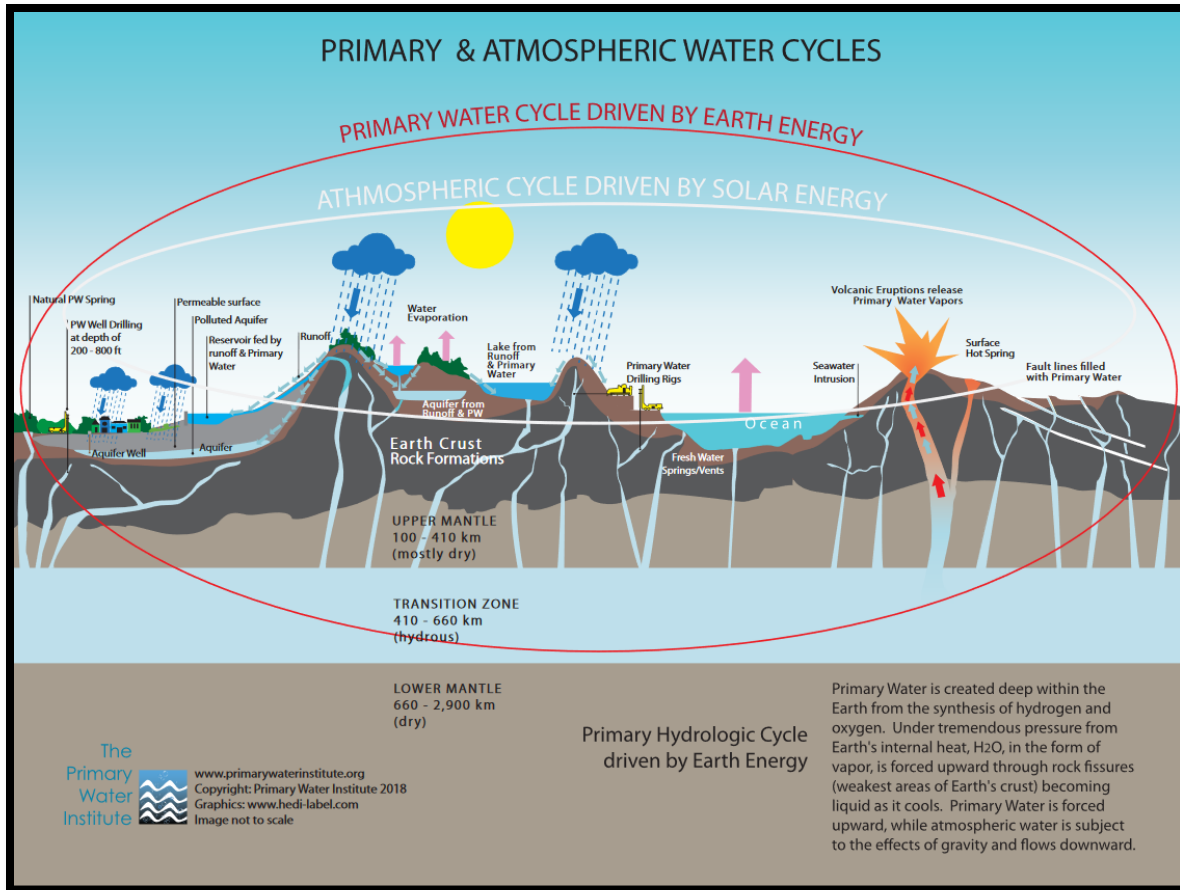 PRIMARY & ATMOSPHERIC WATER CYCLES
PRIMARY WATER CYCLE DRIVEN BY EARTH ENERGY
ATHMOSPHERIC CYCLE DRIVEN BY SOLAR ENERGY
Natural PW Spring
PW Well Drilling
at depth of
200 - 800 ft
Permeable surface
Polluted Aquifer
Reservoir fed by
runoff & Primary
Water
Runoff
Water
Evaporation
Lake from
Runoff
& Primary
Water
Primary Water
Drilling Rigs
Volcanic Eruptions release
Primary Water Vapors
Seawater
Intrusion
Surface
Hot Spring
Fault lines filled
with Primary Water
Aquifer Well
Aquifer
Aquifer from
Runoff & PW
Earth Crust
Rock Formations
Ocean
Fresh Water
Springs/Vents
UPPER MANTLE
100 - 410 km
(mostly dry)
TRANSITION ZONE
410 - 660 km
(hydrous)
LOWER MANTLE
660 - 2,900 km
(dry)
Primary Hydrologic Cycle
driven by Earth Energy
Primary Water is created deep within the
Earth from the synthesis of hydrogen and
oxygen. Under tremendous pressure from
Earth's internal heat, H2O, in the form of
vapor, is forced upward through rock fissures
(weakest areas of Earth's crust) becoming
liquid as it cools. Primary Water is forced
upward, while atmospheric water is subject
to the effects of gravity and flows downward.
The
Primary
Water
Institute
www.primarywaterinstitute.org
Copyright: Primary Water Institute 2018
Graphics: www.hedi-label.com
Image not to scale